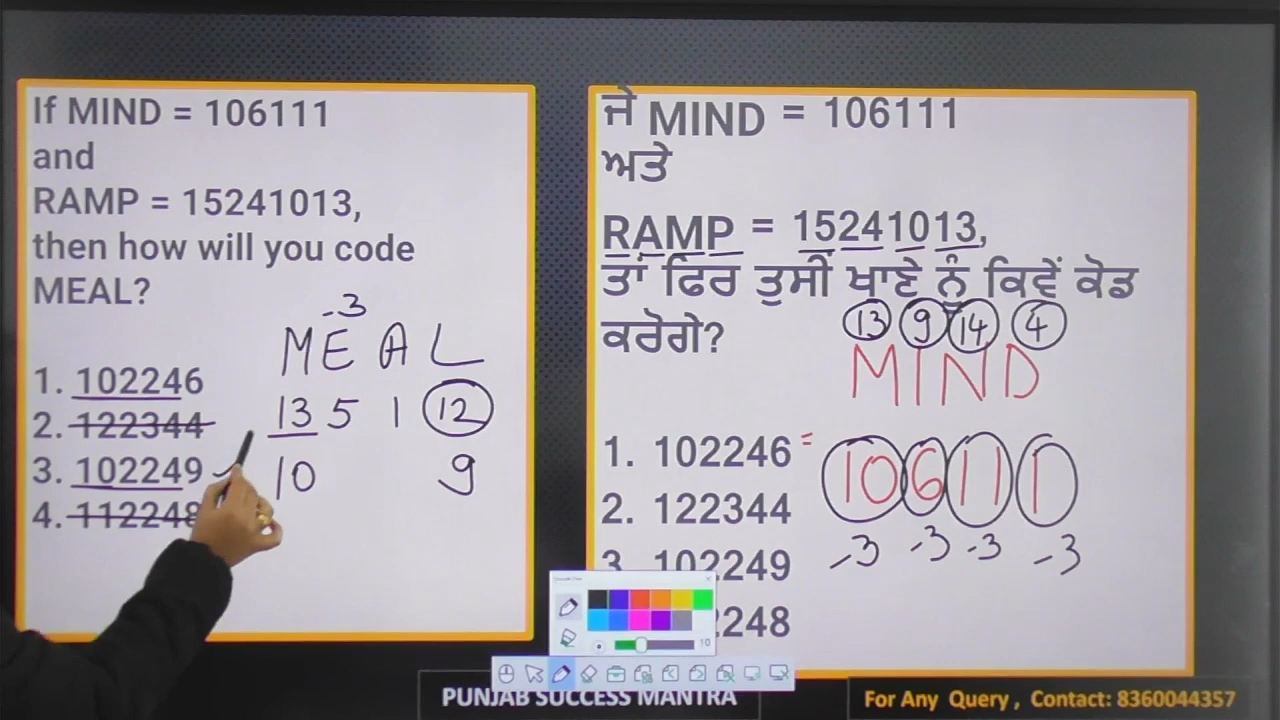 If MIND = 106111
and
RAMP = 15241013,
then how will you code
MEAL?
-3
MEAL
13 5 1 12
10 9
1. 102246
2. 122344
3. 102249
4. 112248
ਜੇ MIND = 106111
ਅਤੇ
RAMP = 15241013,
ਤਾਂ ਫਿਰ ਤੁਸੀਂ ਖਾਣੇ ਨੂੰ ਕਿਵੇਂ ਕੋਡ
ਕਰੋਗੇ?
13 9 14 4
MIND
10 6 11 1
-3 -3 -3 -3
1. 102246 =
2. 122344
3. 102249
2248
10
PUNJAB SUCCESS MANTRA
For Any Query , Contact: 8360044357